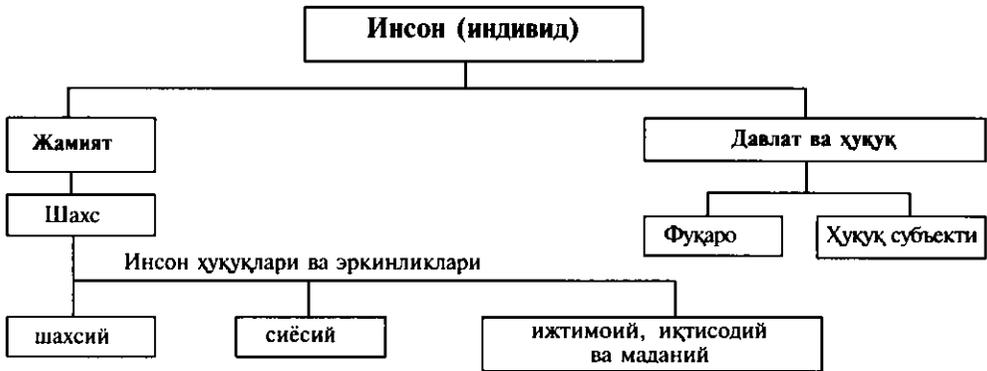 Инсон (индивид)
Жамият
Давлат ва ҳуқуқ
Шахс
Фуқаро
Ҳуқуқ субъекти
Инсон ҳуқуқлари ва эркинликлари
шахсий
сиёсий
ижтимоий, иқтисодий
ва маданий